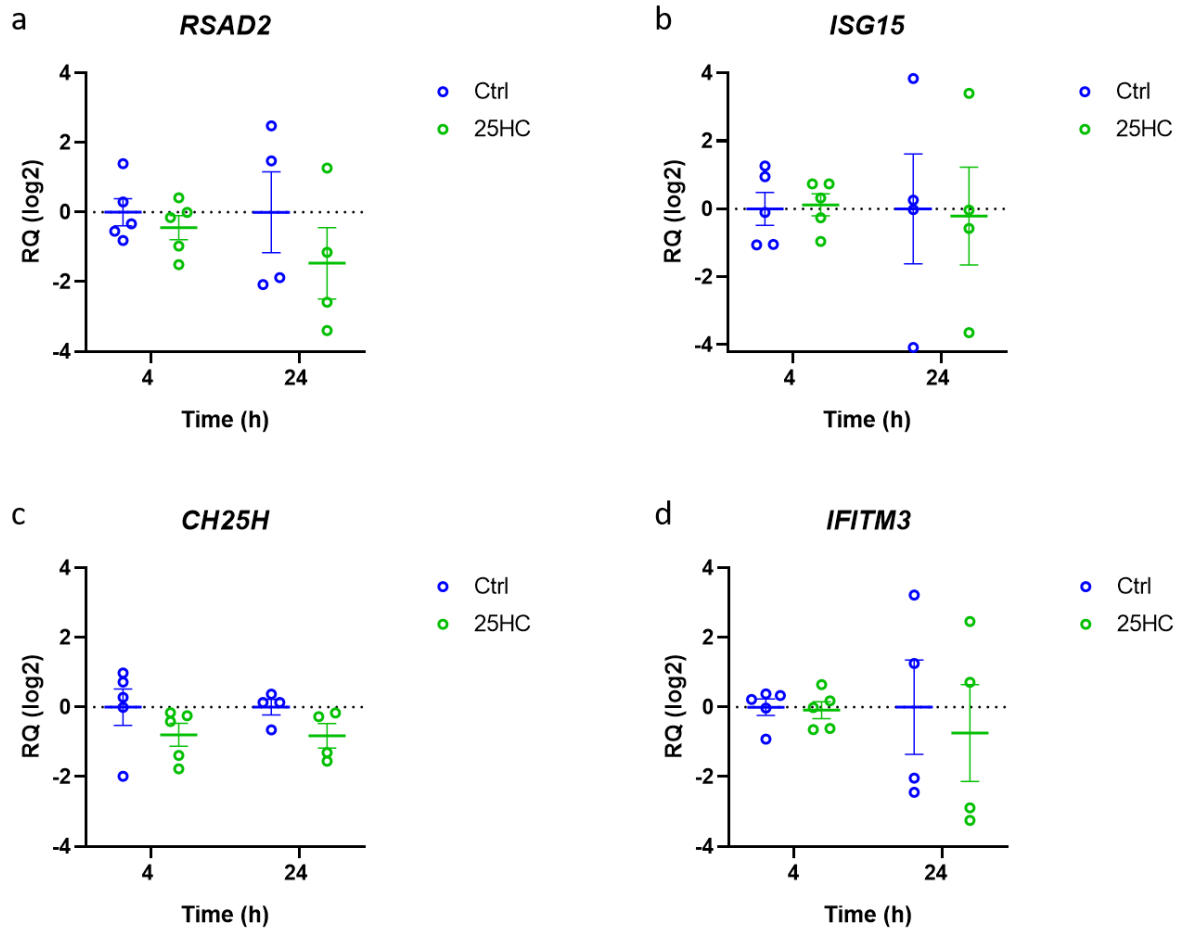 a
RSAD2
4
2
0
-2
-4
RQ (log2)
4
24
Time (h)
Ctrl
25HC
b
ISG15
4
2
0
-2
-4
RQ (log2)
4
24
Time (h)
Ctrl
25HC
c
CH25H
4
2
0
-2
-4
RQ (log2)
4
24
Time (h)
Ctrl
25HC
d
IFITM3
4
2
0
-2
-4
RQ (log2)
4
24
Time (h)
Ctrl
25HC